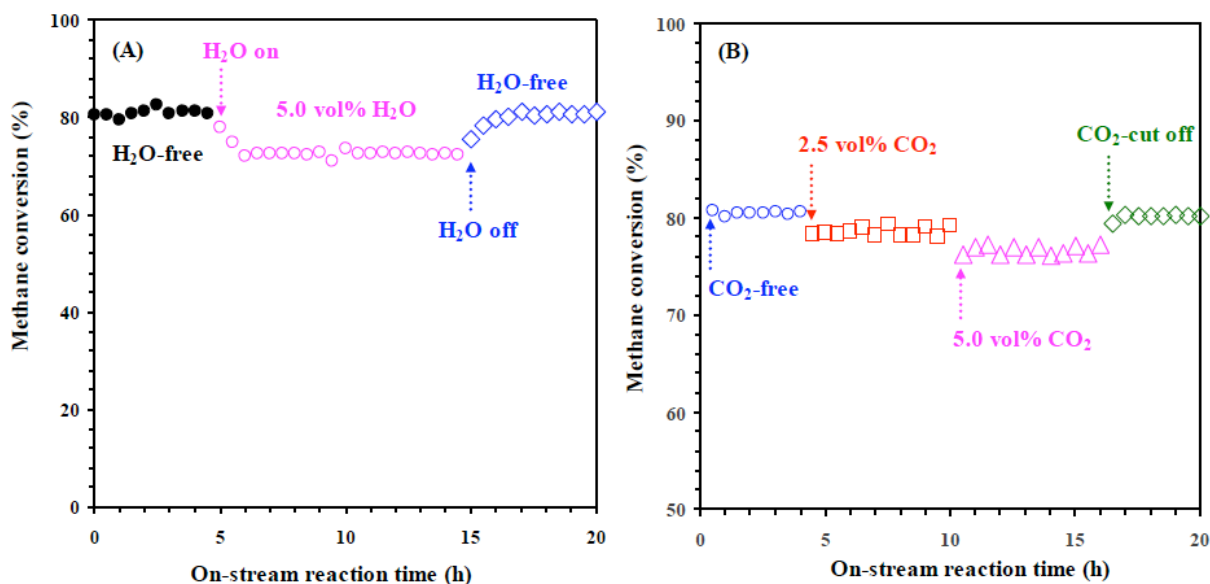 (A)
H₂O on
H₂O-free
5.0 vol% H₂O
H₂O-free
H₂O off
Methane conversion (%)
100
80
60
40
20
0
0 5 10 15 20
On-stream reaction time (h)
(B)
CO₂-cut off
2.5 vol% CO₂
CO₂-free
5.0 vol% CO₂
Methane conversion (%)
100
90
80
70
60
50
0 5 10 15 20
On-stream reaction time (h)